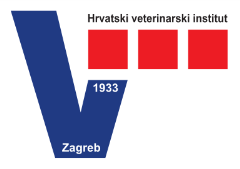 Hrvatski veterinarski institut
1933
Zagreb